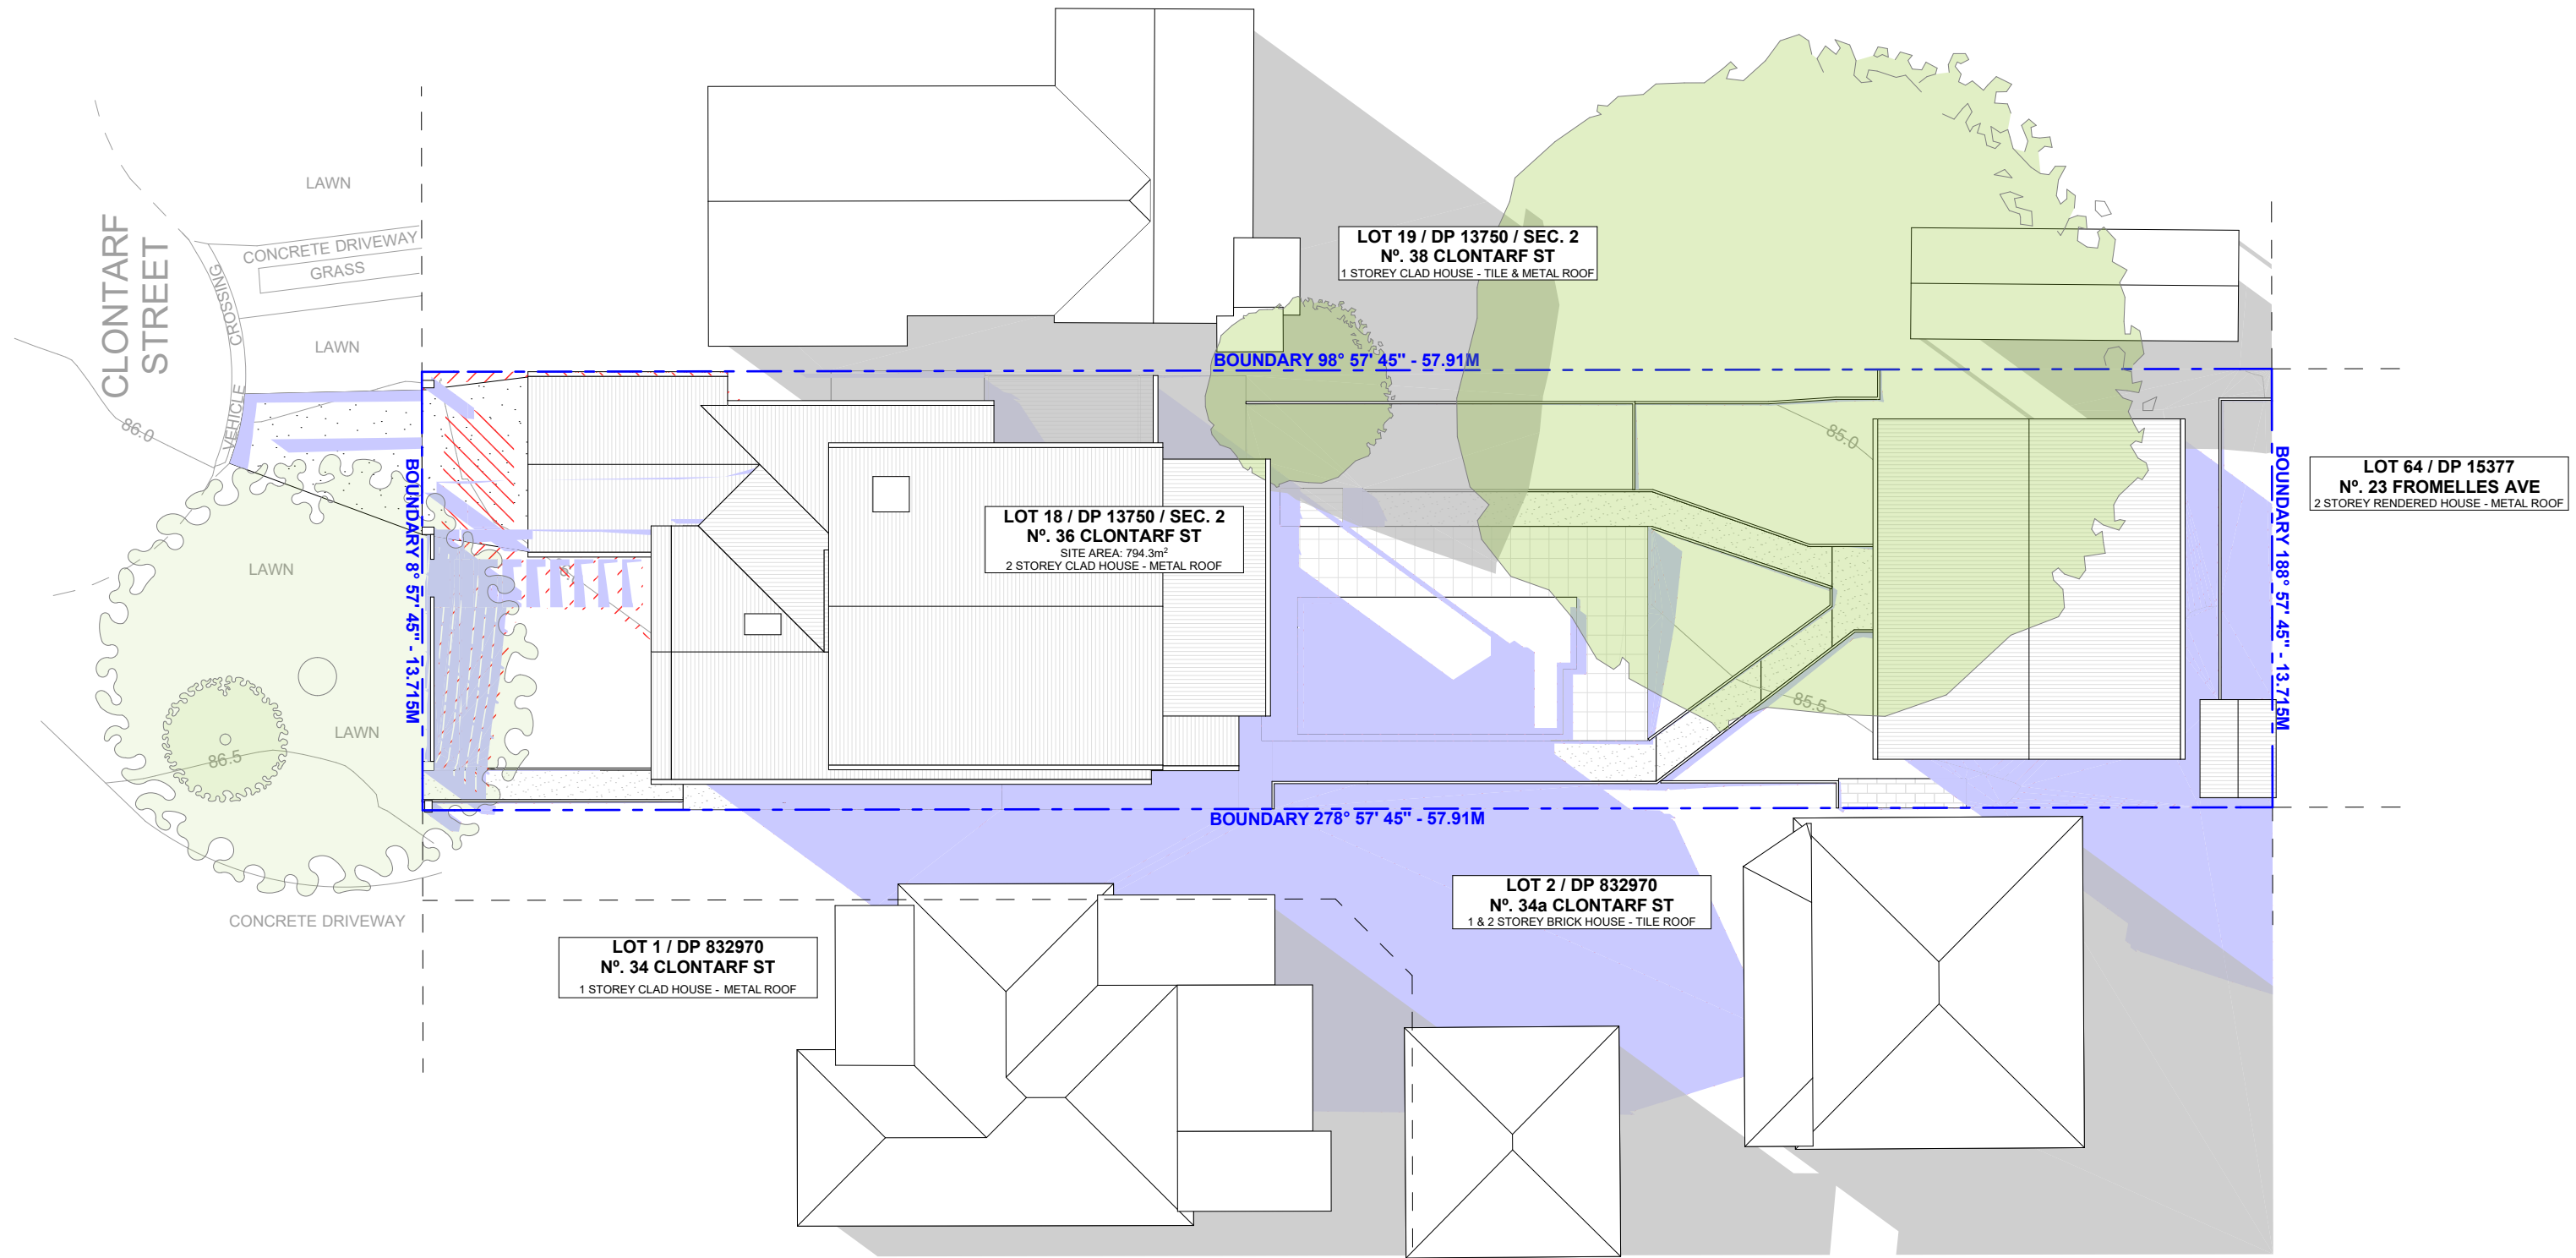 LAWN
CLONTARF
STREET
CONCRETE DRIVEWAY
GRASS
VEHICLE CROSSING
LAWN
86.0
LOT 19 / DP 13750 / SEC. 2
Nº. 38 CLONTARF ST
1 STOREY CLAD HOUSE - TILE & METAL ROOF
BOUNDARY 98° 57' 45" - 57.91M
85.0
BOUNDARY 8° 57' 45" - 13.715M
LOT 18 / DP 13750 / SEC. 2
Nº. 36 CLONTARF ST
SITE AREA: 794.3m²
2 STOREY CLAD HOUSE - METAL ROOF
BOUNDARY 188° 57' 45" - 13.715M
LOT 64 / DP 15377
Nº. 23 FROMELLES AVE
2 STOREY RENDERED HOUSE - METAL ROOF
LAWN
LAWN
86.5
85.5
BOUNDARY 278° 57' 45" - 57.91M
CONCRETE DRIVEWAY
LOT 1 / DP 832970
Nº. 34 CLONTARF ST
1 STOREY CLAD HOUSE - METAL ROOF
LOT 2 / DP 832970
Nº. 34a CLONTARF ST
1 & 2 STOREY BRICK HOUSE - TILE ROOF